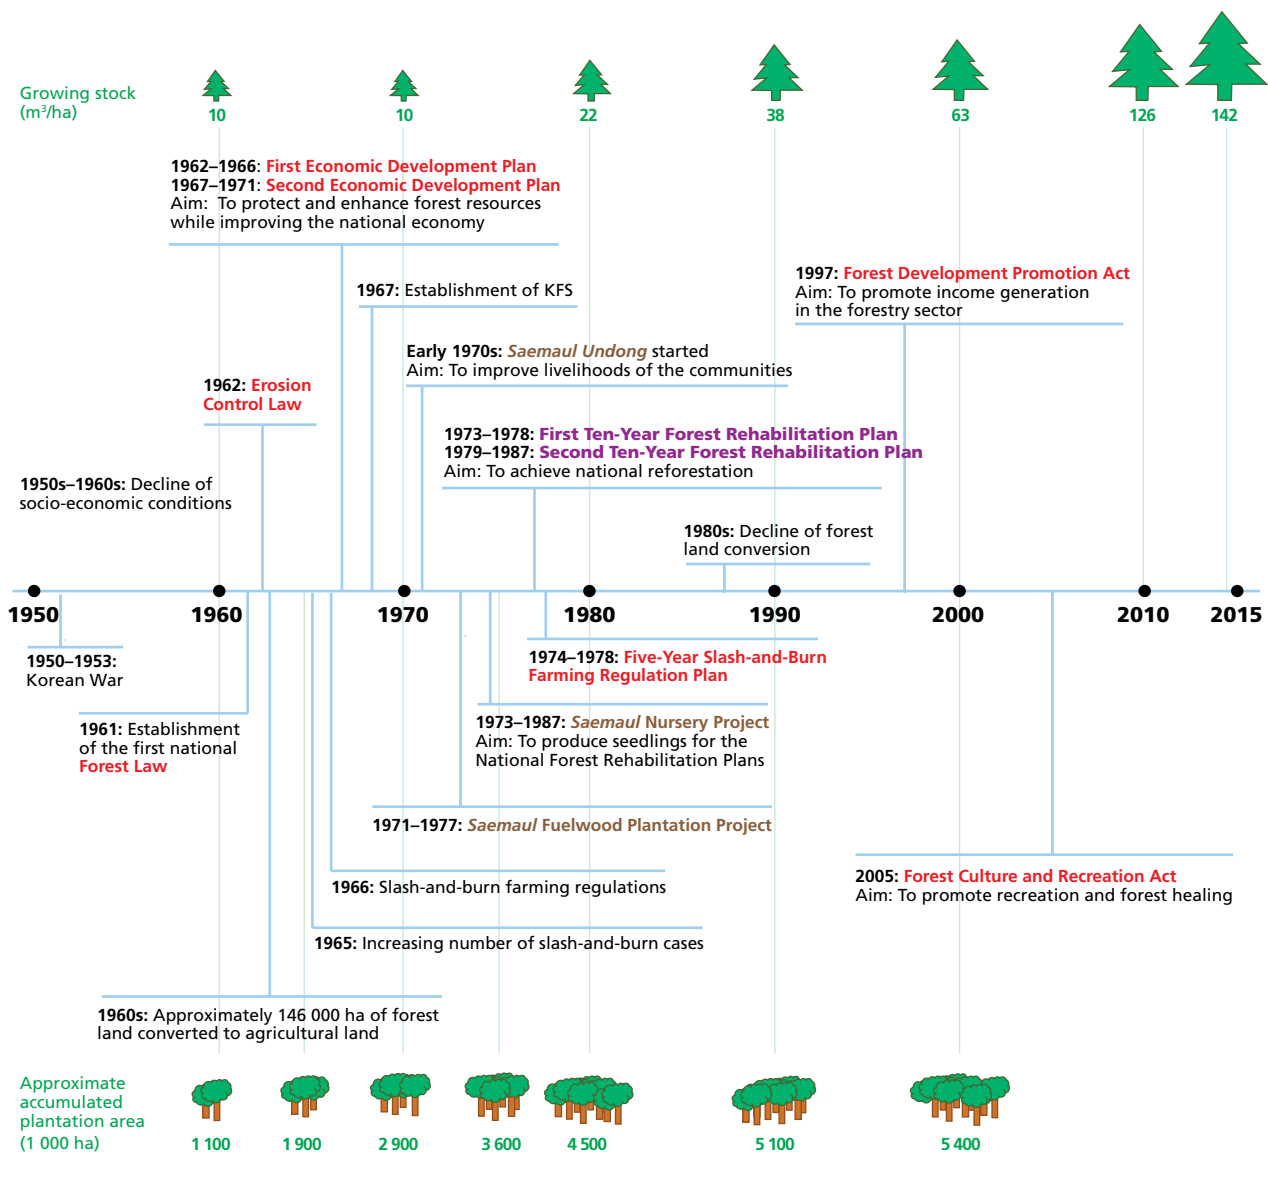 Growing stock
(m³/ha)
10
10
22
38
63
126
142
1962–1966: First Economic Development Plan
1967–1971: Second Economic Development Plan
Aim: To protect and enhance forest resources
while improving the national economy
1967: Establishment of KFS
1997: Forest Development Promotion Act
Aim: To promote income generation
in the forestry sector
Early 1970s: Saemaul Undong started
Aim: To improve livelihoods of the communities
1962: Erosion
Control Law
1973–1978: First Ten-Year Forest Rehabilitation Plan
1979–1987: Second Ten-Year Forest Rehabilitation Plan
Aim: To achieve national reforestation
1950s–1960s: Decline of
socio-economic conditions
1980s: Decline of forest
land conversion
1950
1960
1970
1980
1990
2000
2010
2015
1950–1953:
Korean War
1974–1978: Five-Year Slash-and-Burn
Farming Regulation Plan
1961: Establishment
of the first national
Forest Law
1973–1987: Saemaul Nursery Project
Aim: To produce seedlings for the
National Forest Rehabilitation Plans
1971–1977: Saemaul Fuelwood Plantation Project
1966: Slash-and-burn farming regulations
2005: Forest Culture and Recreation Act
Aim: To promote recreation and forest healing
1965: Increasing number of slash-and-burn cases
1960s: Approximately 146 000 ha of forest
land converted to agricultural land
Approximate
accumulated
plantation area
(1 000 ha)
1 100
1 900
2 900
3 600
4 500
5 100
5 400